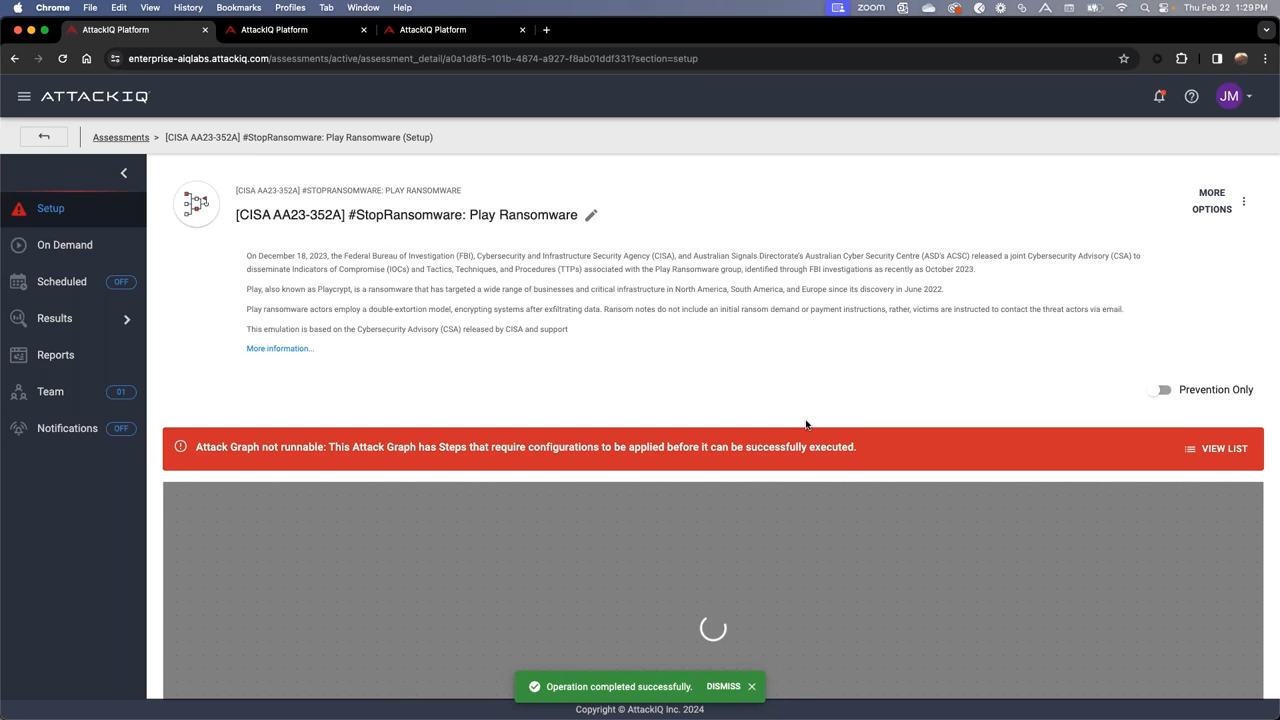 Chrome File Edit View History Bookmarks Profiles Tab Window Help ZOOM Thu Feb 22 1:29 PM
AttackIQ Platform AttackIQ Platform AttackIQ Platform
enterprise-aiqlabs.attackiq.com/assessments/active/assessment_detail/a0a1d8f5-101b-4874-a927-f8ab01ddf331?section=setup
ATTACKIQ JM
Assessments > [CISA AA23-352A] #StopRansomware: Play Ransomware (Setup)
Setup
On Demand
Scheduled OFF
Results
Reports
Team 01
Notifications OFF
[CISA AA23-352A] #STOPRANSOMWARE: PLAY RANSOMWARE
[CISA AA23-352A] #StopRansomware: Play Ransomware
MORE
OPTIONS
On December 18, 2023, the Federal Bureau of Investigation (FBI), Cybersecurity and Infrastructure Security Agency (CISA), and Australian Signals Directorate's Australian Cyber Security Centre (ASD's ACSC) released a joint Cybersecurity Advisory (CSA) to
disseminate Indicators of Compromise (IOCs) and Tactics, Techniques, and Procedures (TTPs) associated with the Play Ransomware group, identified through FBI investigations as recently as October 2023.
Play, also known as Playcrypt, is a ransomware that has targeted a wide range of businesses and critical infrastructure in North America, South America, and Europe since its discovery in June 2022.
Play ransomware actors employ a double-extortion model, encrypting systems after exfiltrating data. Ransom notes do not include an initial ransom demand or payment instructions, rather, victims are instructed to contact the threat actors via email.
This emulation is based on the Cybersecurity Advisory (CSA) released by CISA and support
More information...
Prevention Only
Attack Graph not runnable: This Attack Graph has Steps that require configurations to be applied before it can be successfully executed.
VIEW LIST
Operation completed successfully. DISMISS
Copyright © AttackIQ Inc. 2024